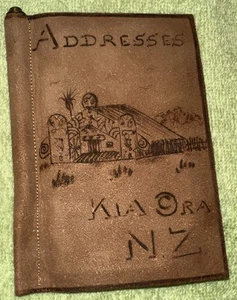 ADDRESSES
KIA ORA
NZ